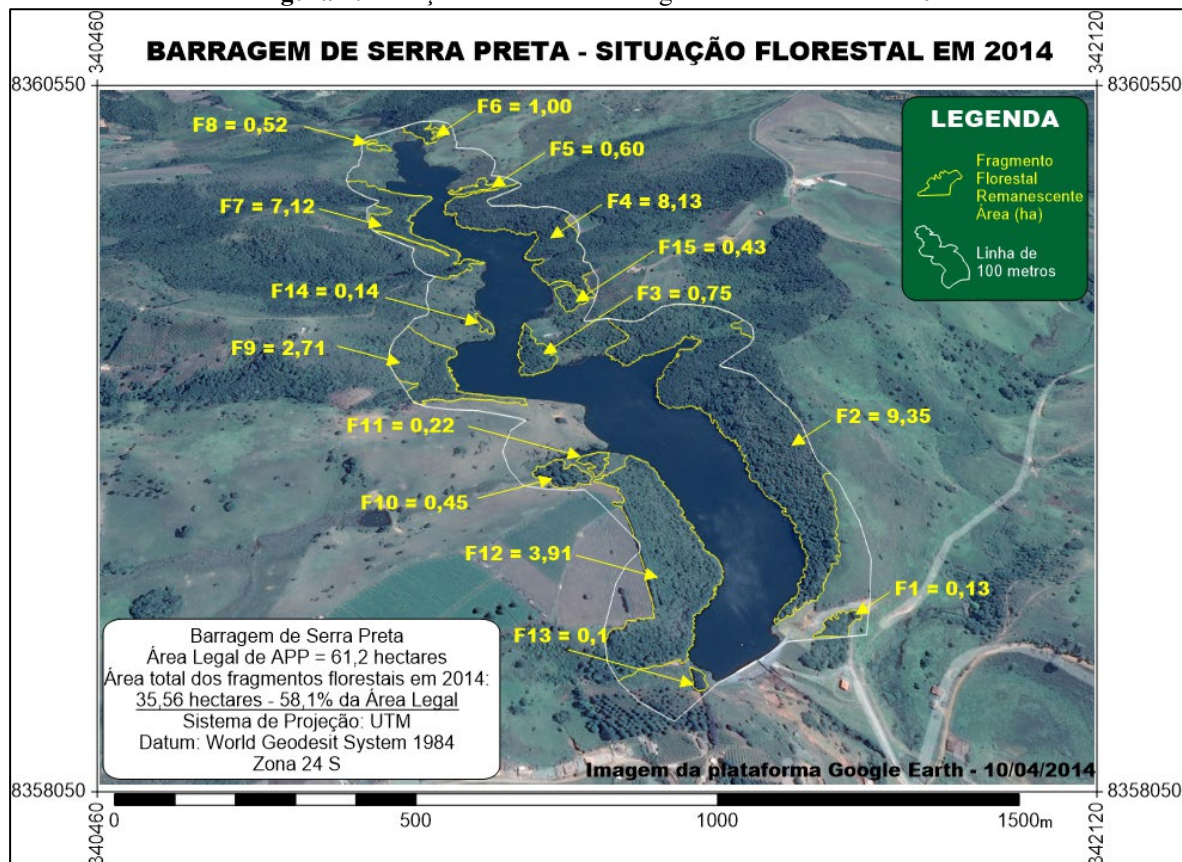 BARRAGEM DE SERRA PRETA - SITUAÇÃO FLORESTAL EM 2014
340460
342120
8360550
8360550
LEGENDA
Fragmento
Florestal
Remanescente
Área (ha)
Linha de
100 metros
F6 = 1,00
F8 = 0,52
F5 = 0,60
F7 = 7,12
F4 = 8,13
F15 = 0,43
F14 = 0,14
F3 = 0,75
F9 = 2,71
F2 = 9,35
F11 = 0,22
F10 = 0,45
F12 = 3,91
F1 = 0,13
F13 = 0,1
Barragem de Serra Preta
Área Legal de APP = 61,2 hectares
Área total dos fragmentos florestais em 2014:
35,56 hectares - 58,1% da Área Legal
Sistema de Projeção: UTM
Datum: World Geodesit System 1984
Zona 24 S
Imagem da plataforma Google Earth - 10/04/2014
8358050
8358050
340460
0
500
1000
1500m
342120